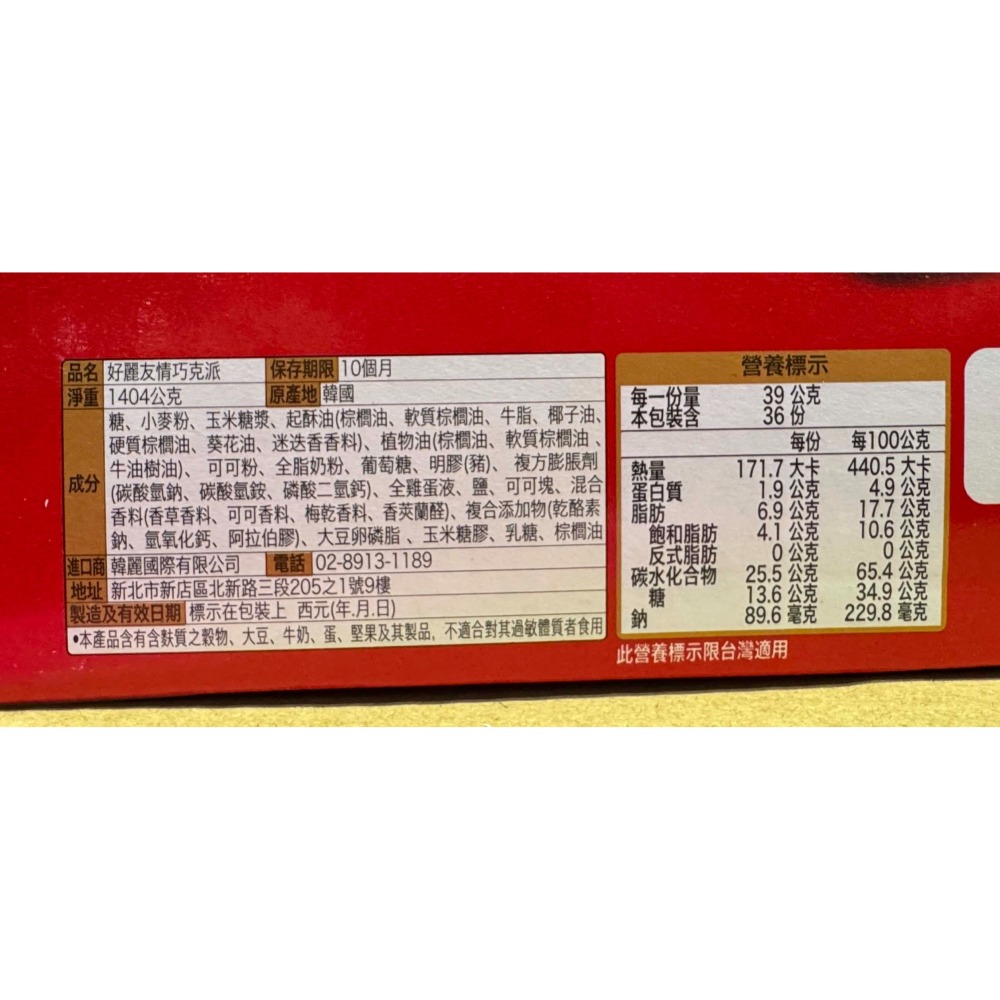 品名 好麗友情巧克派 保存期限 10個月
淨重 1404公克 原產地 韓國
成分
糖、小麥粉、玉米糖漿、起酥油(棕櫚油、軟質棕櫚油、牛脂、椰子油、
硬質棕櫚油、葵花油、迷迭香香料)、植物油(棕櫚油、軟質棕櫚油、
牛油樹油)、可可粉、全脂奶粉、葡萄糖、明膠(豬)、複方膨脹劑
(碳酸氫鈉、碳酸氫銨、磷酸二氫鈣)、全雞蛋液、鹽、可可塊、混合
香料(香草香料、可可香料、梅乾香料、香莢蘭醛)、複合添加物(乾酪素
鈉、氫氧化鈣、阿拉伯膠)、大豆卵磷脂、玉米糖膠、乳糖、棕櫚油
進口商 韓麗國際有限公司 電話 02-8913-1189
地址 新北市新店區北新路三段205之1號9樓
製造及有效日期 標示在包裝上 西元(年.月.日)
•本產品含有含麩質之穀物、大豆、牛奶、蛋、堅果及其製品，不適合對其過敏體質者食用
營養標示
每一份量 39 公克
本包裝含 36 份
每份 每100公克
熱量 171.7 大卡 440.5 大卡
蛋白質 1.9 公克 4.9 公克
脂肪 6.9 公克 17.7 公克
飽和脂肪 4.1 公克 10.6 公克
反式脂肪 0 公克 0 公克
碳水化合物 25.5 公克 65.4 公克
糖 13.6 公克 34.9 公克
鈉 89.6 毫克 229.8 毫克
此營養標示限台灣適用